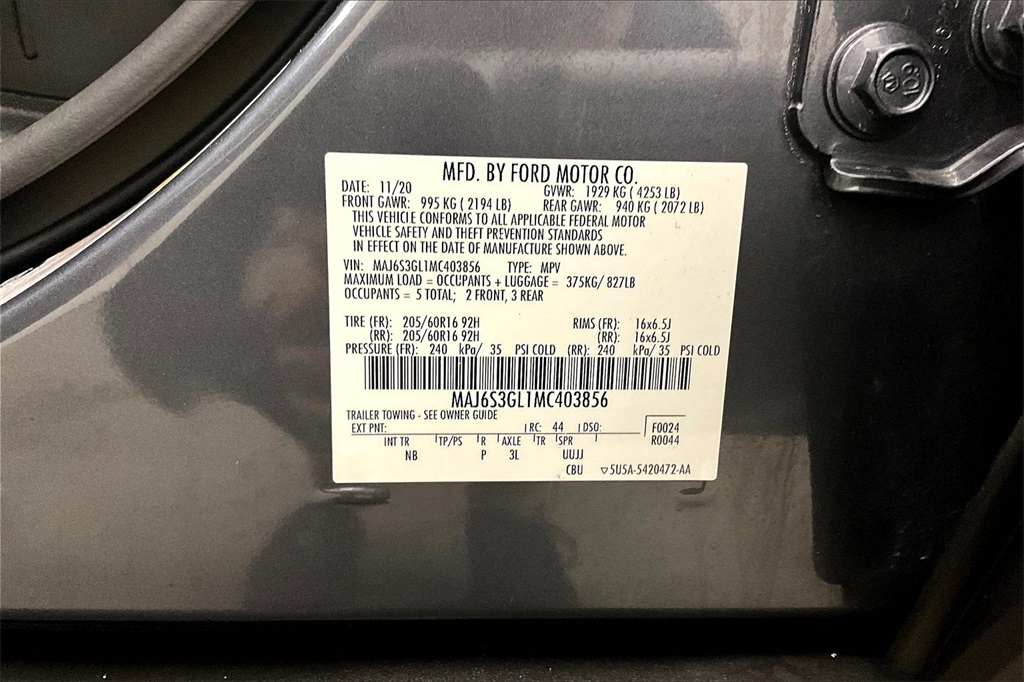 MFD. BY FORD MOTOR CO.
DATE: 11/20 GVWR: 1929 KG ( 4253 LB)
FRONT GAWR: 995 KG ( 2194 LB) REAR GAWR: 940 KG ( 2072 LB)
THIS VEHICLE CONFORMS TO ALL APPLICABLE FEDERAL MOTOR
VEHICLE SAFETY AND THEFT PREVENTION STANDARDS
IN EFFECT ON THE DATE OF MANUFACTURE SHOWN ABOVE.
VIN: MAJ6S3GL1MC403856 TYPE: MPV
MAXIMUM LOAD = OCCUPANTS + LUGGAGE = 375KG/ 827LB
OCCUPANTS = 5 TOTAL; 2 FRONT, 3 REAR
TIRE (FR): 205/60R16 92H RIMS (FR): 16x6.5J
(RR): 205/60R16 92H (RR): 16x6.5J
PRESSURE (FR): 240 kPa/ 35 PSI COLD (RR): 240 kPa/ 35 PSI COLD
MAJ6S3GL1MC403856
TRAILER TOWING - SEE OWNER GUIDE
EXT PNT: RC: 44 DSO: F0024
R0044
INT TR TP/PS R AXLE TR SPR
NB P 3L UUJJ
CBU 5U5A-5420472-AA